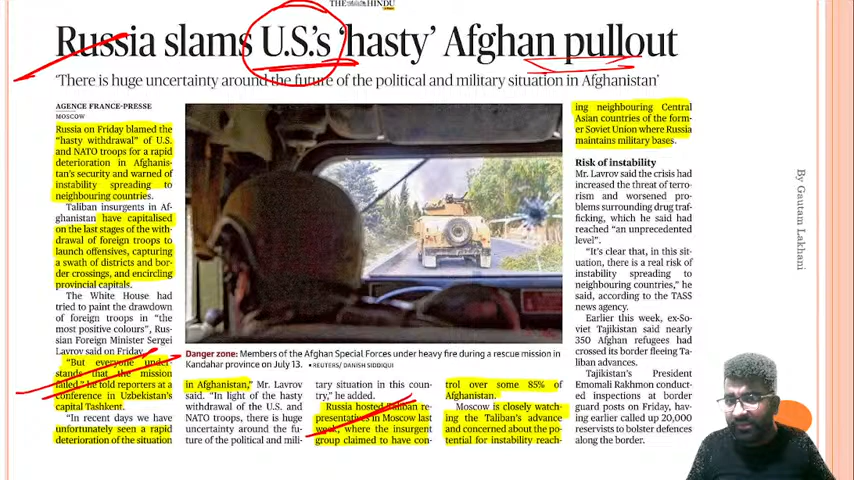 THE HINDU
Russia slams U.S.'s 'hasty' Afghan pullout
'There is huge uncertainty around the future of the political and military situation in Afghanistan'
AGENCE FRANCE-PRESSE
MOSCOW
Russia on Friday blamed the
"hasty withdrawal" of U.S.
and NATO troops for a rapid
deterioration in Afghanis-
tan's security and warned of
instability spreading to
neighbouring countries.
Taliban insurgents in Af-
ghanistan have capitalised
on the last stages of the with-
drawal of foreign troops to
launch offensives, capturing
a swath of districts and bor-
der crossings, and encircling
provincial capitals.
The White House had
tried to paint the drawdown
of foreign troops in "the
most positive colours", Rus-
sian Foreign Minister Sergei
Lavrov said on Friday.
"But everyone under-
stands that the mission
failed," he told reporters at a
conference in Uzbekistan's
capital Tashkent.
"In recent days we have
unfortunately seen a rapid
deterioration of the situation
Danger zone: Members of the Afghan Special Forces under heavy fire during a rescue mission in
Kandahar province on July 13. REUTERS/ DANISH SIDDIQUI
in Afghanistan," Mr. Lavrov
said. "In light of the hasty
withdrawal of the U.S. and
NATO troops, there is huge
uncertainty around the fu-
ture of the political and mili-
tary situation in this coun-
try," he added.
Russia hosted Taliban re-
presentatives in Moscow last
week, where the insurgent
group claimed to have con-
trol over some 85% of
Afghanistan.
Moscow is closely watch-
ing the Taliban's advance
and concerned about the po-
tential for instability reach-
ing neighbouring Central
Asian countries of the form-
er Soviet Union where Russia
maintains military bases.
Risk of instability
Mr. Lavrov said the crisis had
increased the threat of terro-
rism and worsened pro-
blems surrounding drug traf-
ficking, which he said had
reached "an unprecedented
level".
"It's clear that, in this sit-
uation, there is a real risk of
instability spreading to
neighbouring countries," he
said, according to the TASS
news agency.
Earlier this week, ex-So-
viet Tajikistan said nearly
350 Afghan refugees had
crossed its border fleeing Ta-
liban advances.
Tajikistan's President
Emomali Rakhmon conduct-
ed inspections at border
guard posts on Friday, hav-
ing earlier called up 20,000
reservists to bolster defences
along the border.
By Gautam Lakhani